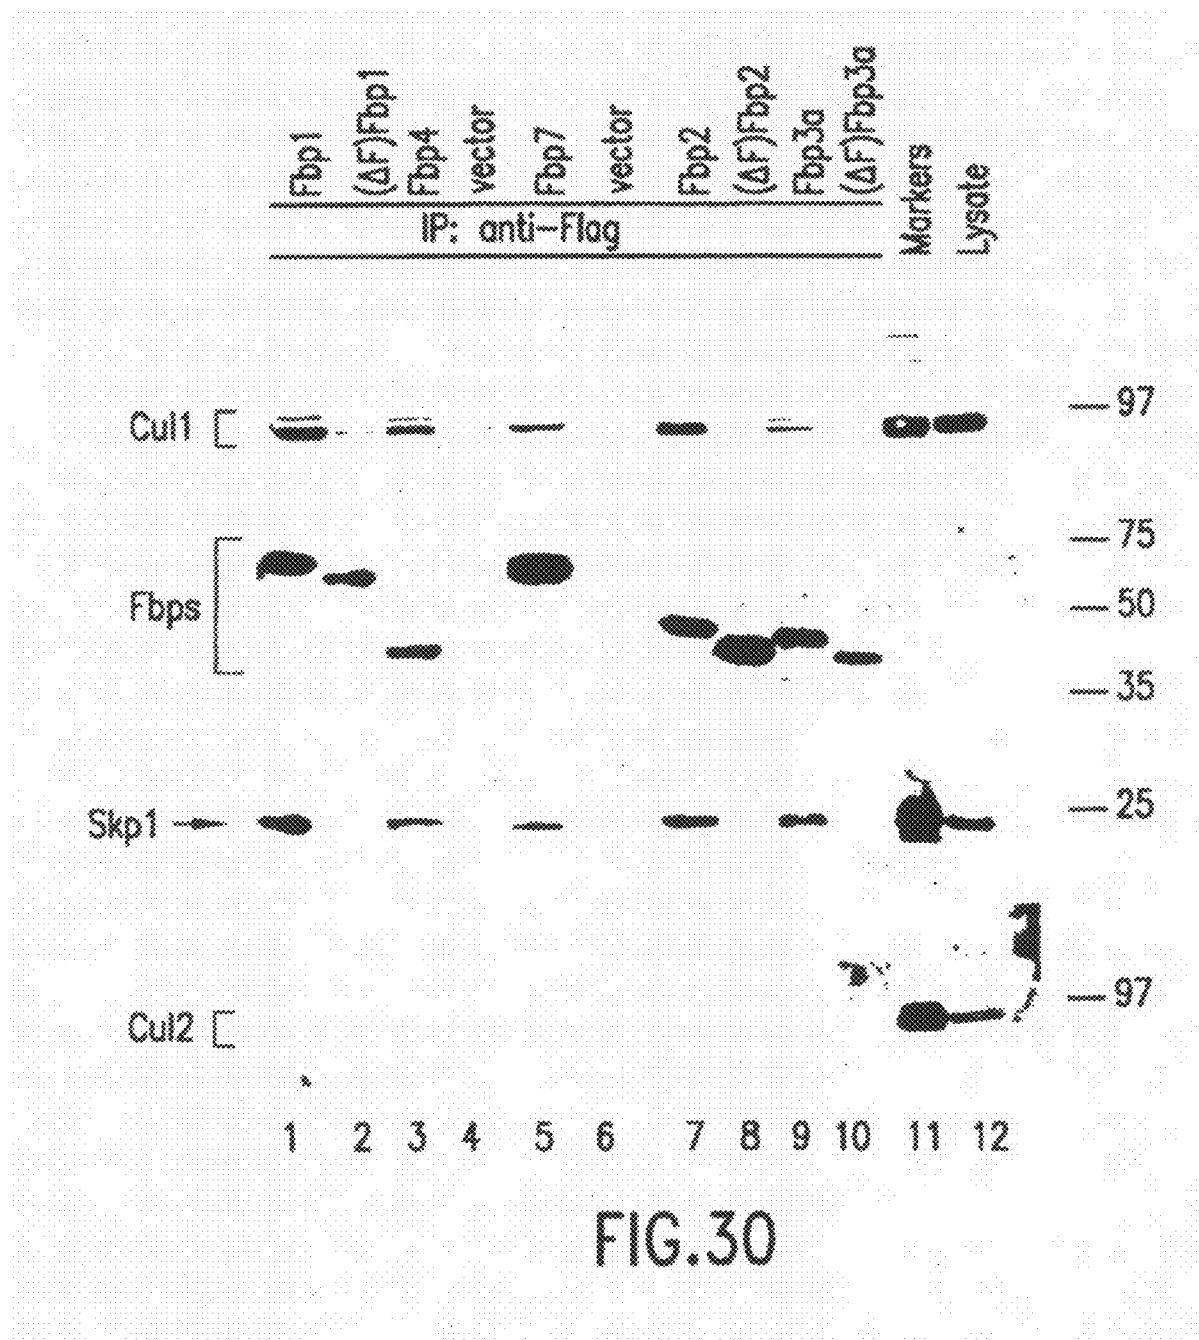 Fbp1
(ΔF)Fbp1
Fbp4
vector
Fbp7
vector
Fbp2
(ΔF)Fbp2
Fbp3a
(ΔF)Fbp3a
Markers
Lysate
IP: anti-Flag
Cul1
97
75
Fbps
50
35
Skp1
25
97
Cul2
1 2 3 4 5 6 7 8 9 10 11 12
FIG.30